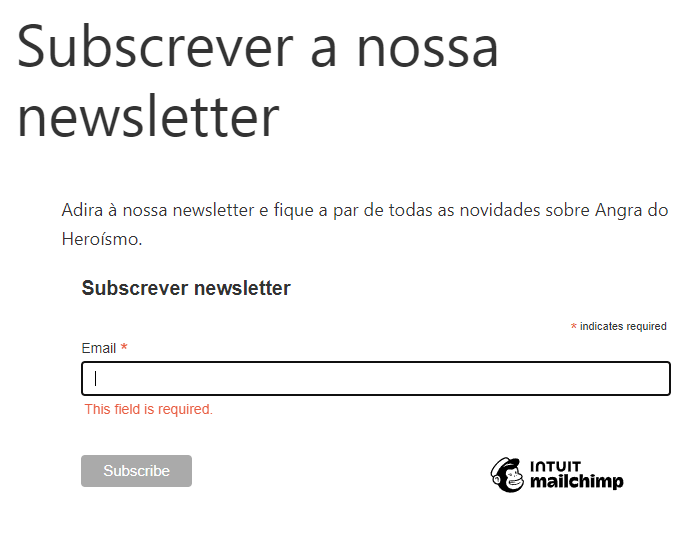 Subscrever a nossa
newsletter
Adira à nossa newsletter e fique a par de todas as novidades sobre Angra do
Heroísmo.
Subscrever newsletter
* indicates required
Email *
This field is required.
Subscribe
INTUIT
mailchimp